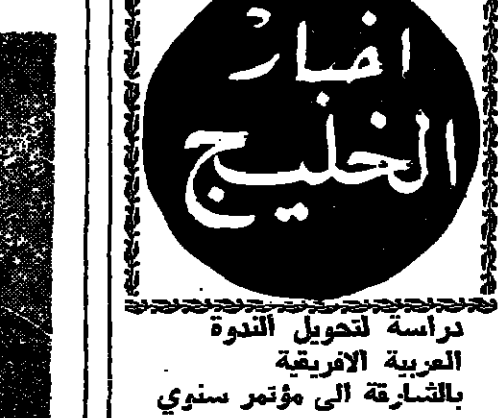 اخبار
الخليج
دراسة لتحويل الندوة
العربية الافريقية
بالشارقة الى مؤتمر سنوي